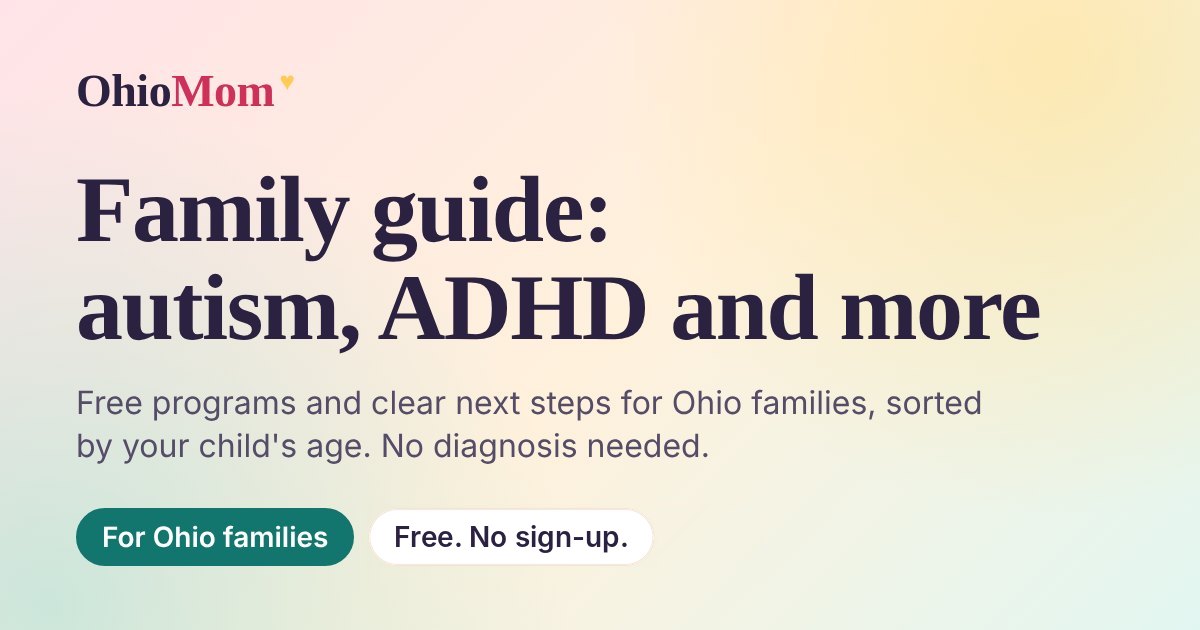 OhioMom
Family guide:
autism, ADHD and more
Free programs and clear next steps for Ohio families, sorted
by your child's age. No diagnosis needed.
For Ohio families
Free. No sign-up.